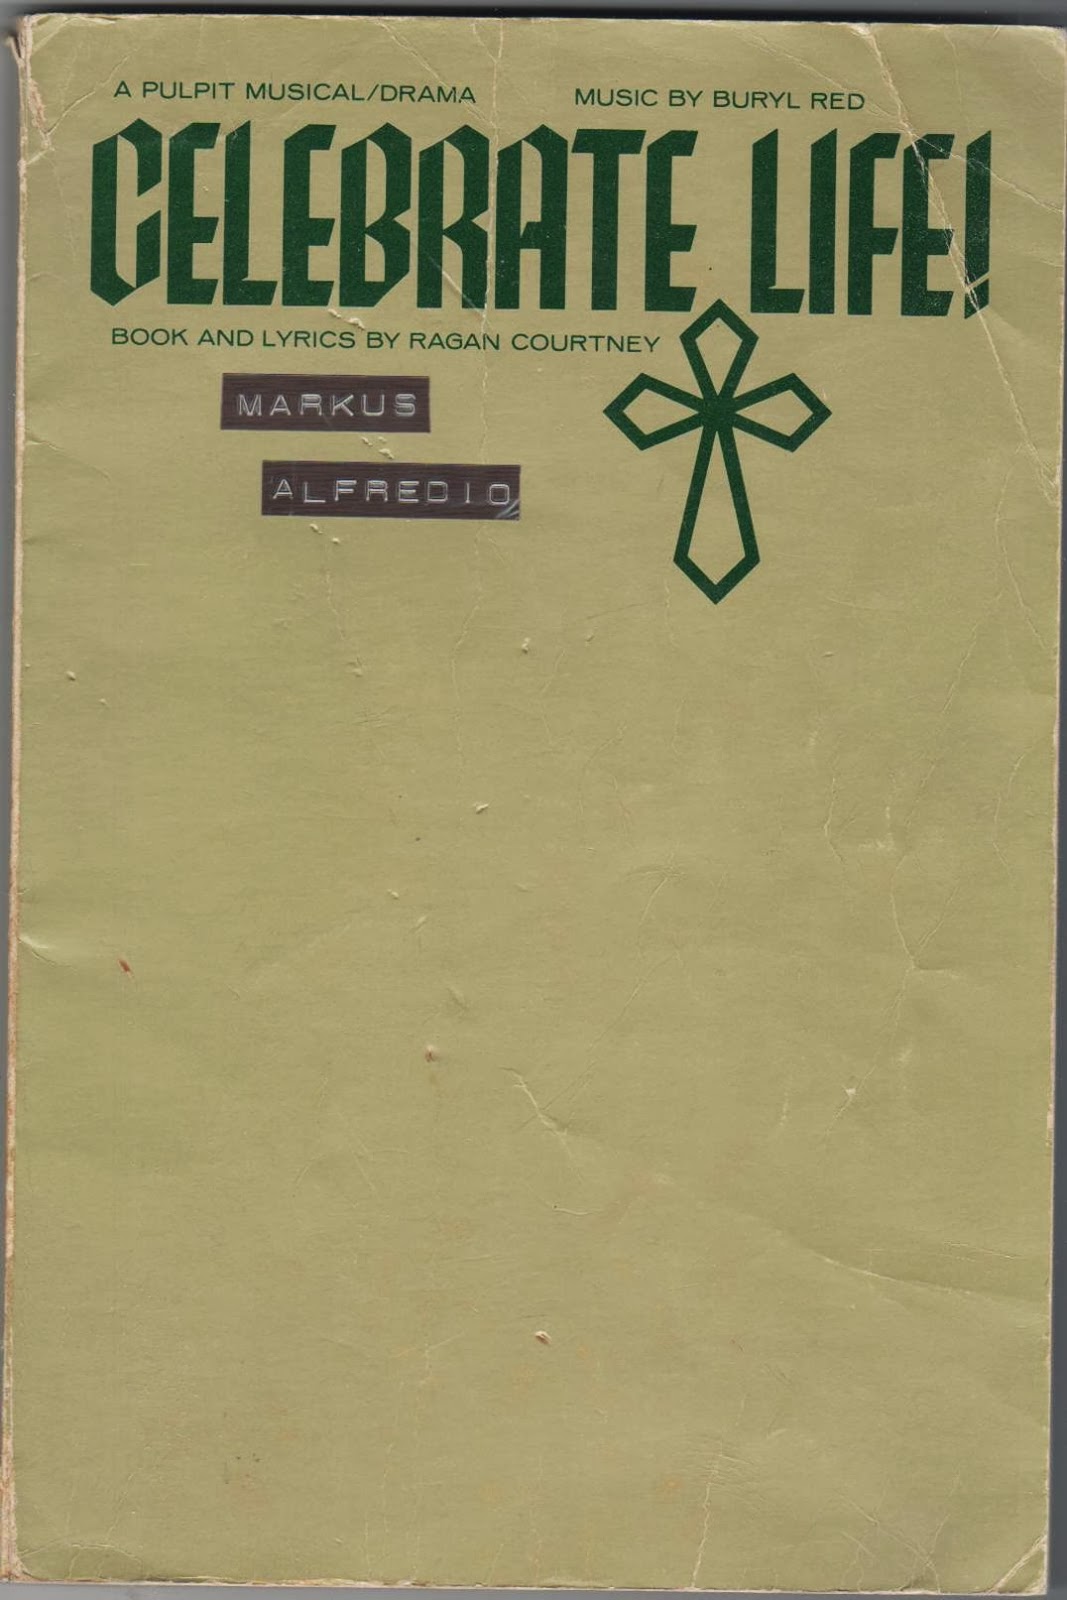 A PULPIT MUSICAL/DRAMA MUSIC BY BURYL RED
CELEBRATE LIFE!
BOOK AND LYRICS BY RAGAN COURTNEY
MARKUS
ALFREDIO